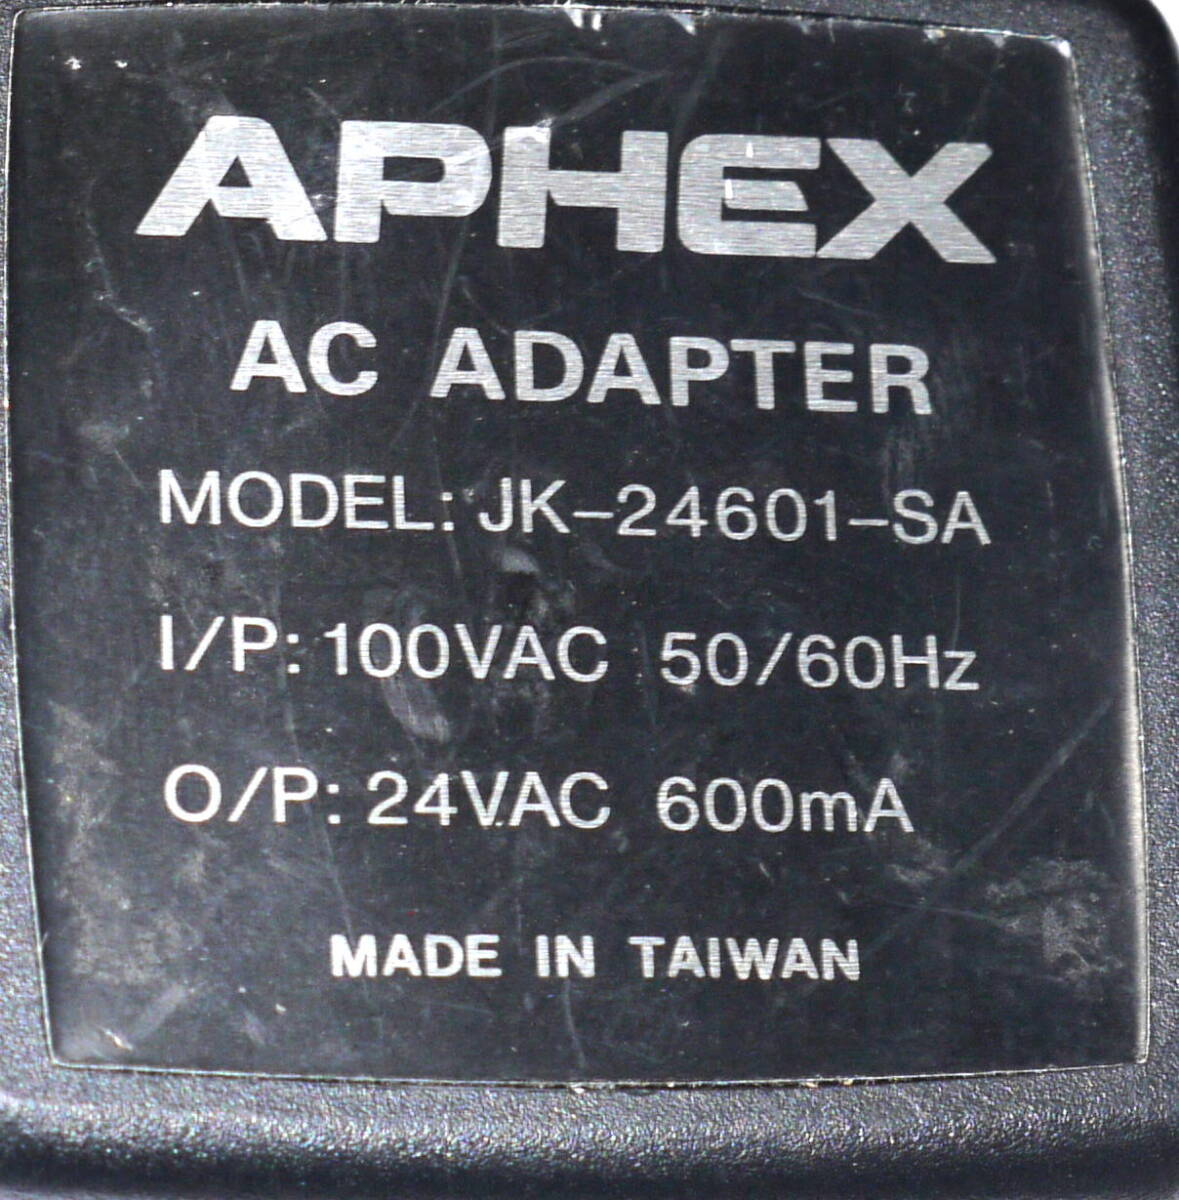 APHEX
AC ADAPTER
MODEL: JK-24601-SA
I/P: 100VAC 50/60Hz
O/P: 24VAC 600mA
MADE IN TAIWAN